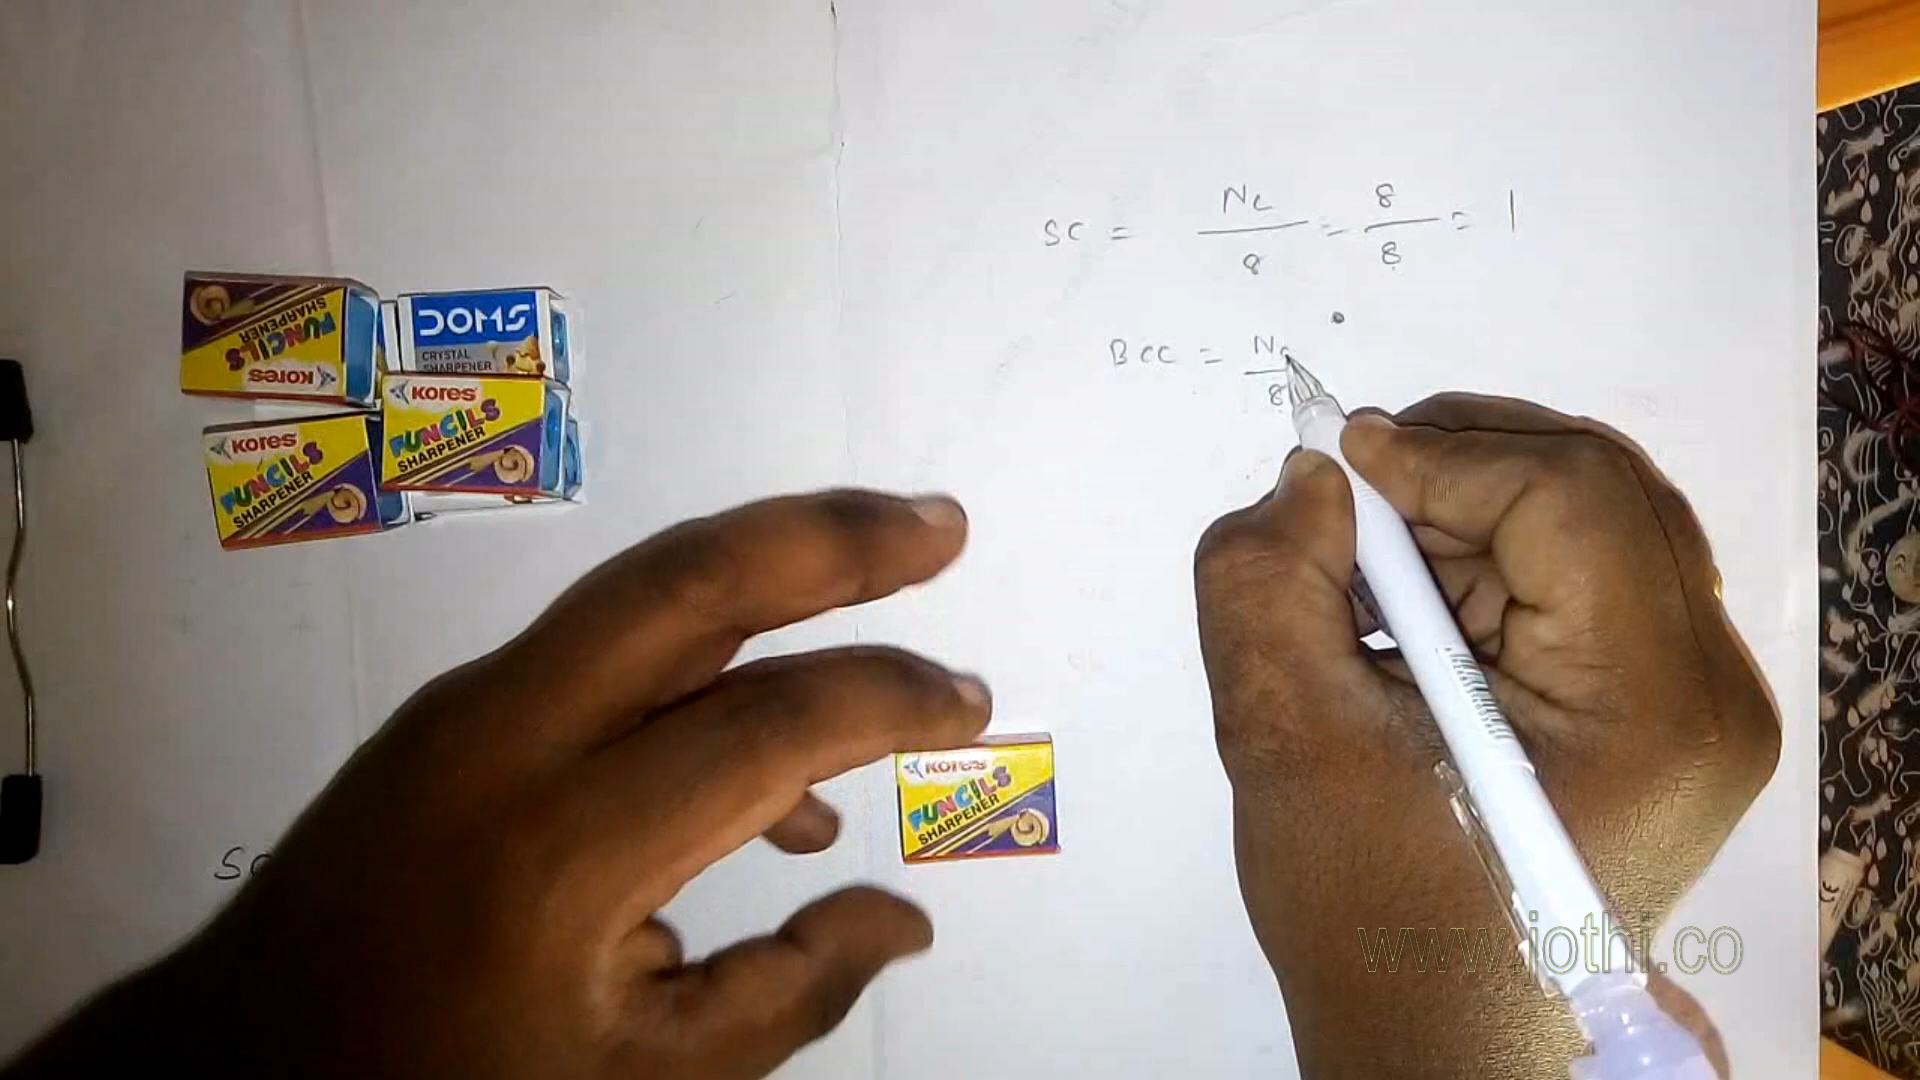 SC = Nc/8 = 8/8 = 1
BCC = Nc/8
FUNCILS
SHARPENER
Kores
DOMS
CRYSTAL
SHARPENER
Kores
FUNCILS
SHARPENER
Kores
FUNCILS
SHARPENER
Kores
FUNCILS
SHARPENER
www.jothi.co